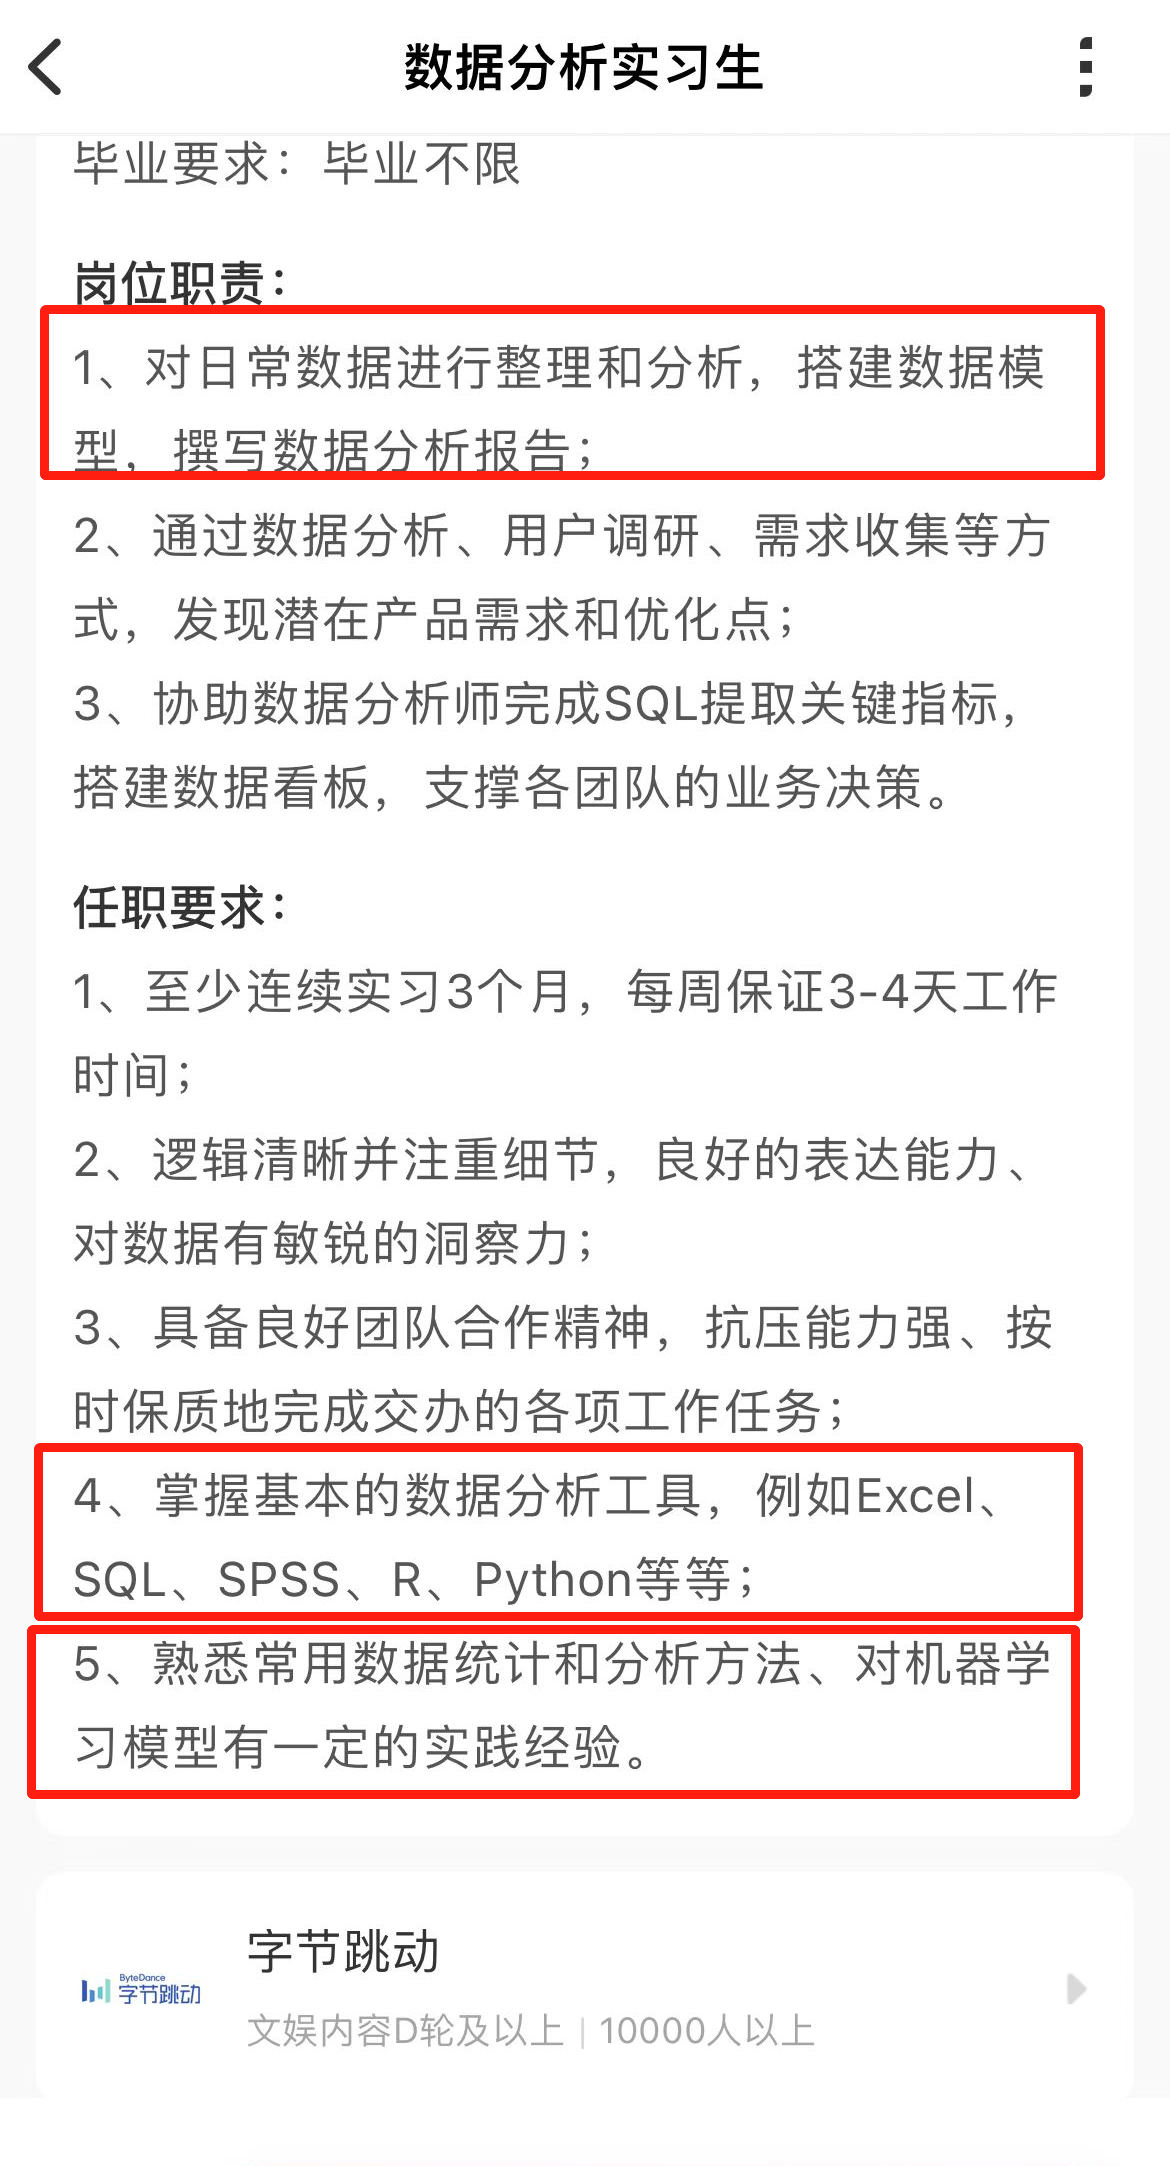 数据分析实习生
毕业要求：毕业不限
岗位职责：
1、对日常数据进行整理和分析，搭建数据模
型，撰写数据分析报告；
2、通过数据分析、用户调研、需求收集等方
式，发现潜在产品需求和优化点；
3、协助数据分析师完成SQL提取关键指标，
搭建数据看板，支撑各团队的业务决策。
任职要求：
1、至少连续实习3个月，每周保证3-4天工作
时间；
2、逻辑清晰并注重细节，良好的表达能力、
对数据有敏锐的洞察力；
3、具备良好团队合作精神，抗压能力强、按
时保质地完成交办的各项工作任务；
4、掌握基本的数据分析工具，例如Excel、
SQL、SPSS、R、Python等等；
5、熟悉常用数据统计和分析方法、对机器学
习模型有一定的实践经验。
字节跳动
ByteDance
字节跳动
文娱内容D轮及以上｜10000人以上